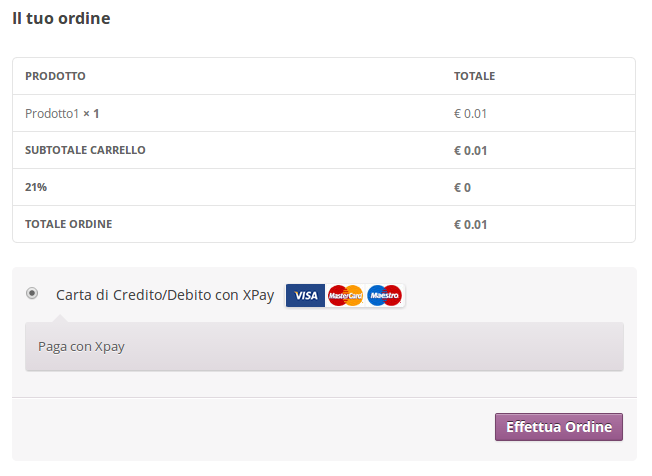 Il tuo ordine
PRODOTTO TOTALE
Prodotto1 × 1 € 0.01
SUBTOTALE CARRELLO € 0.01
21% € 0
TOTALE ORDINE € 0.01
Carta di Credito/Debito con XPay VISA MasterCard Maestro
Paga con Xpay
Effettua Ordine